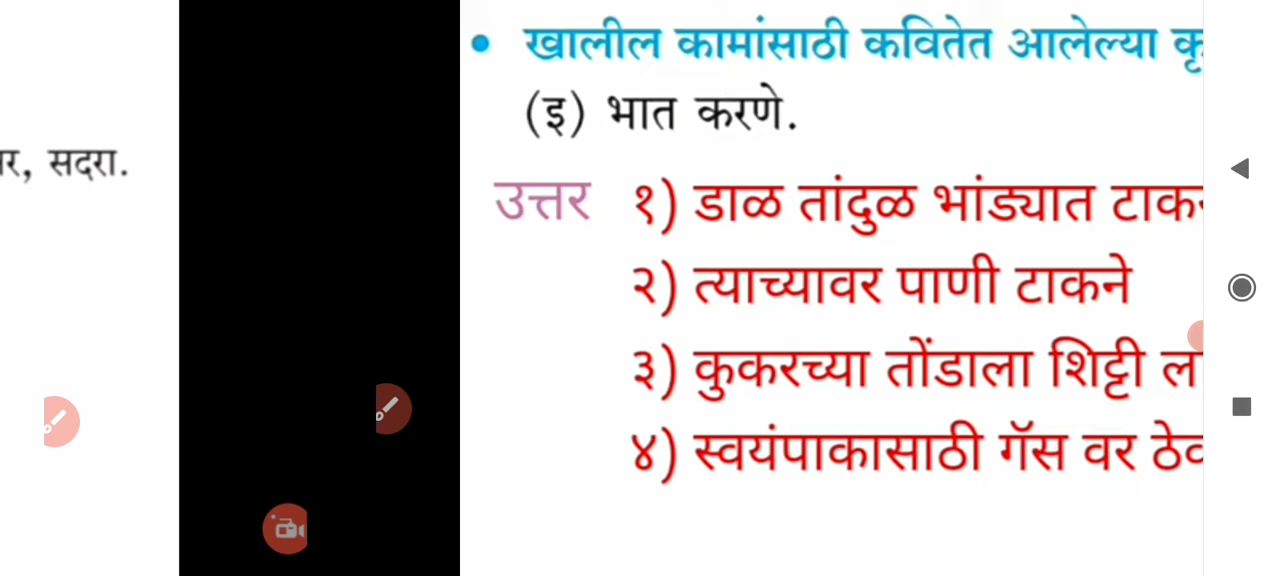 सदरा.
• खालील कामांसाठी कवितेत आलेल्या
(इ) भात करणे.
उत्तर १) डाळ तांदुळ भांड्यात
२) त्याच्यावर पाणी टाकने
३) कुकरच्या तोंडाला शिट्टी
४) स्वयंपाकासाठी गॅस वर